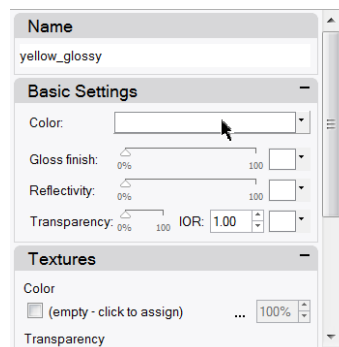 Name
yellow_glossy
Basic Settings
Color:
Gloss finish: 0% 100
Reflectivity: 0% 100
Transparency: 0% 100 IOR: 1.00
Textures
Color
(empty - click to assign) ... 100%
Transparency